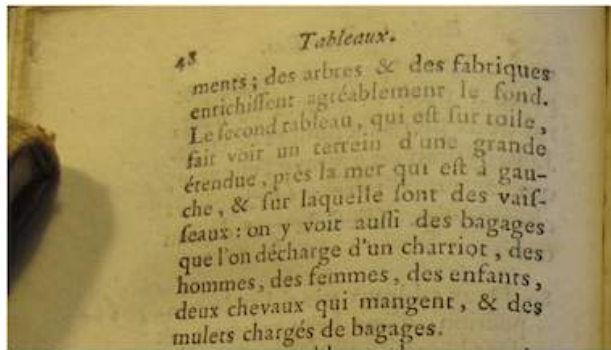 48 Tableaux.
ments ; des arbres & des fabriques
enrichiſſent agréablement le fond.
Le ſecond tableau, qui eſt ſur toile,
fait voir un terrein d'une grande
étendue, près la mer qui eſt à gau-
che, & ſur laquelle ſont des vaiſ-
ſeaux : on y voit auſſi des bagages
que l'on décharge d'un charriot, des
hommes, des femmes, des enfants,
deux chevaux qui mangent, & des
mulets chargés de bagages.